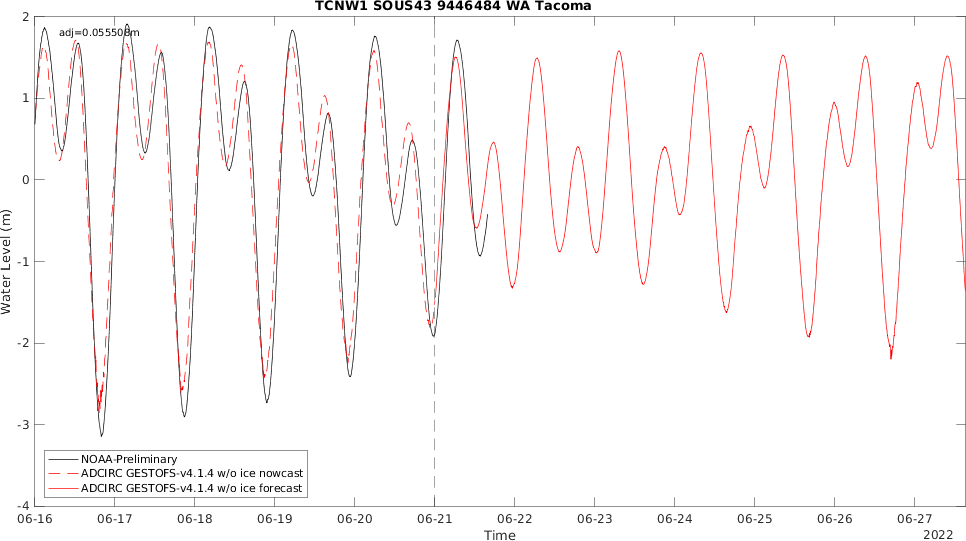 TCNW1 SOUS43 9446484 WA Tacoma
adj=0.055508m
2
1
0
-1
-2
-3
-4
Water Level (m)
NOAA-Preliminary
ADCIRC GESTOFS-v4.1.4 w/o ice nowcast
ADCIRC GESTOFS-v4.1.4 w/o ice forecast
06-16 06-17 06-18 06-19 06-20 06-21 06-22 06-23 06-24 06-25 06-26 06-27
Time
2022